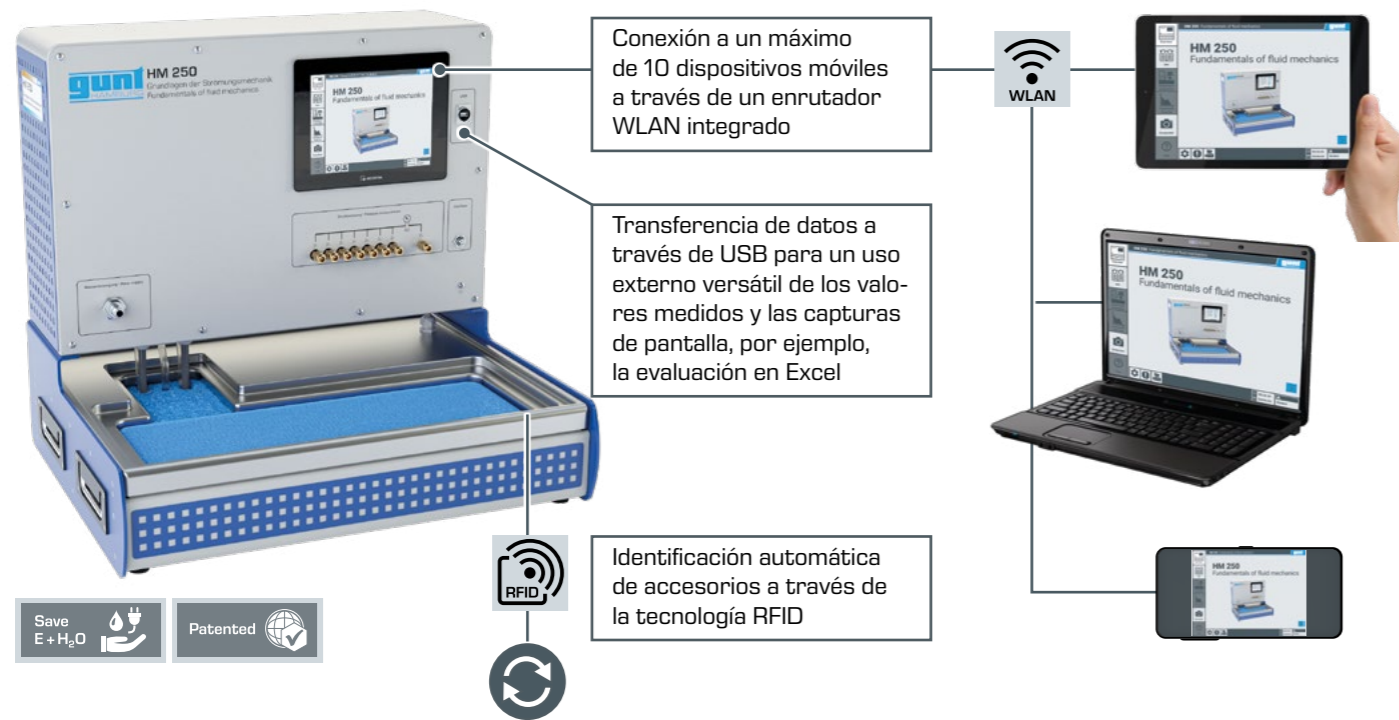 gunt
HAMBURG
HM 250
Grundlagen der Strömungsmechanik
Fundamentals of fluid mechanics
HM 250
Fundamentals of fluid mechanics
Conexión a un máximo
de 10 dispositivos móviles
a través de un enrutador
WLAN integrado
WLAN
HM 250
Fundamentals of fluid mechanics
Transferencia de datos a
través de USB para un uso
externo versátil de los valo-
res medidos y las capturas
de pantalla, por ejemplo,
la evaluación en Excel
HM 250
Fundamentals of fluid mechanics
RFID
Identificación automática
de accesorios a través de
la tecnología RFID
HM 250
Fundamentals of fluid mechanics
Save
E + H₂O
Patented